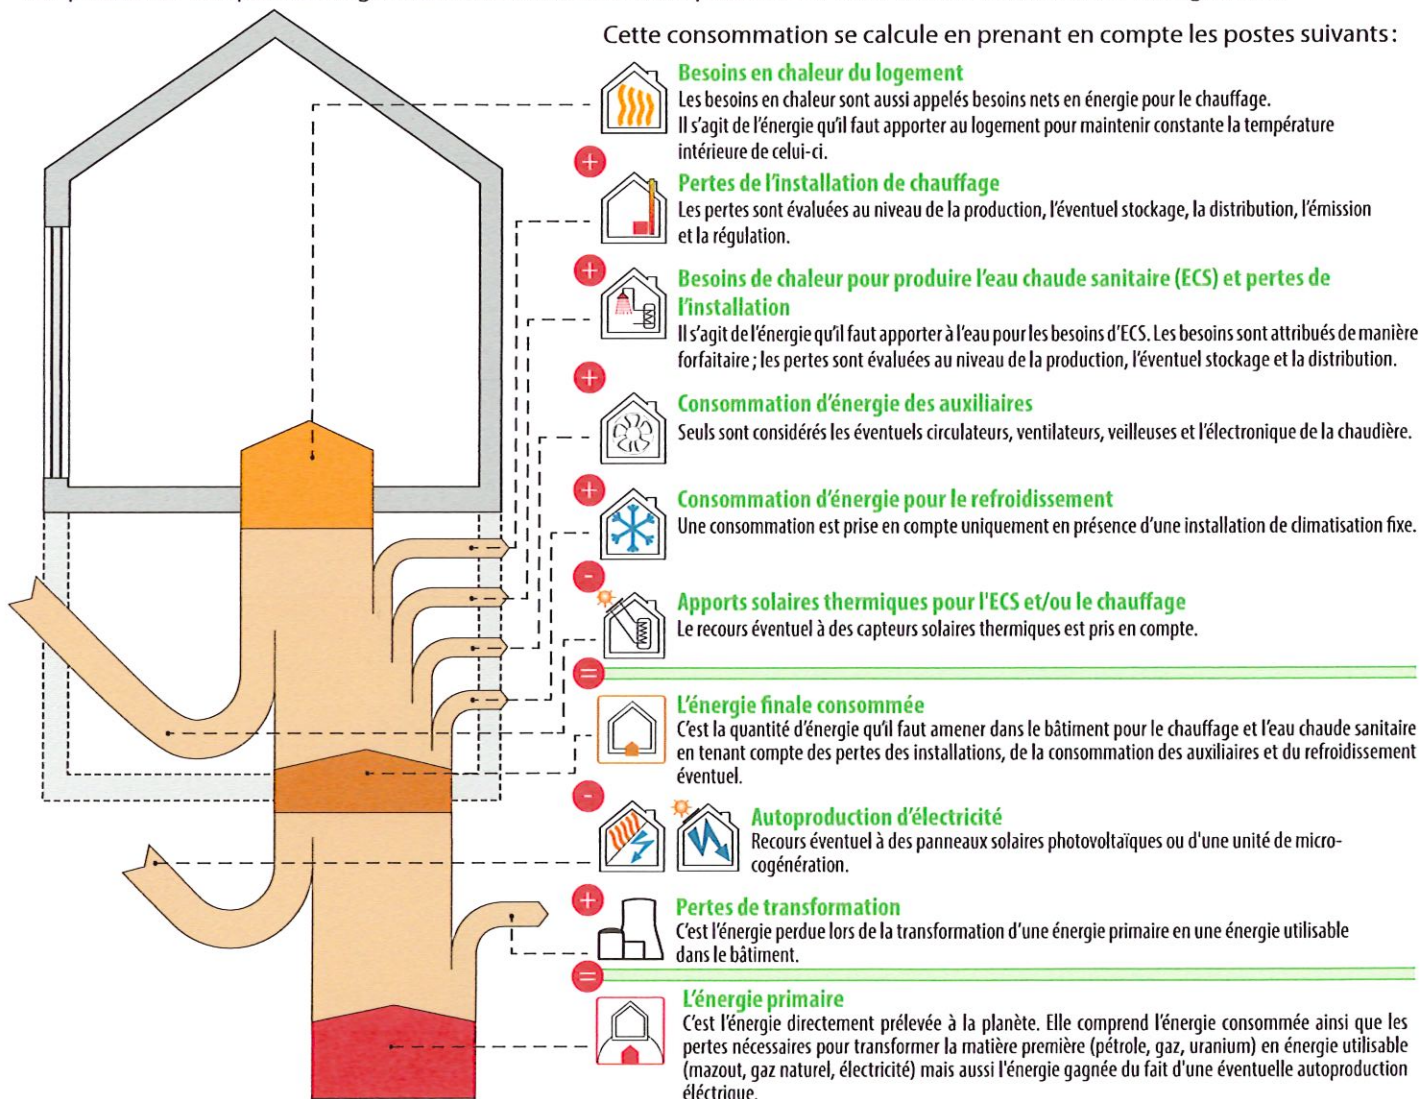 Cette consommation se calcule en prenant en compte les postes suivants:
Besoins en chaleur du logement
Les besoins en chaleur sont aussi appelés besoins nets en énergie pour le chauffage.
Il s'agit de l'énergie qu'il faut apporter au logement pour maintenir constante la température
intérieure de celui-ci.
+
Pertes de l'installation de chauffage
Les pertes sont évaluées au niveau de la production, l'éventuel stockage, la distribution, l'émission
et la régulation.
+
Besoins de chaleur pour produire l'eau chaude sanitaire (ECS) et pertes de
l'installation
Il s'agit de l'énergie qu'il faut apporter à l'eau pour les besoins d'ECS. Les besoins sont attribués de manière
forfaitaire ; les pertes sont évaluées au niveau de la production, l'éventuel stockage et la distribution.
+
Consommation d'énergie des auxiliaires
Seuls sont considérés les éventuels circulateurs, ventilateurs, veilleuses et l'électronique de la chaudière.
+
Consommation d'énergie pour le refroidissement
Une consommation est prise en compte uniquement en présence d'une installation de climatisation fixe.
-
Apports solaires thermiques pour l'ECS et/ou le chauffage
Le recours éventuel à des capteurs solaires thermiques est pris en compte.
=
L'énergie finale consommée
C'est la quantité d'énergie qu'il faut amener dans le bâtiment pour le chauffage et l'eau chaude sanitaire
en tenant compte des pertes des installations, de la consommation des auxiliaires et du refroidissement
éventuel.
-
Autoproduction d'électricité
Recours éventuel à des panneaux solaires photovoltaïques ou d'une unité de micro-
cogénération.
+
Pertes de transformation
C'est l'énergie perdue lors de la transformation d'une énergie primaire en une énergie utilisable
dans le bâtiment.
=
L'énergie primaire
C'est l'énergie directement prélevée à la planète. Elle comprend l'énergie consommée ainsi que les
pertes nécessaires pour transformer la matière première (pétrole, gaz, uranium) en énergie utilisable
(mazout, gaz naturel, électricité) mais aussi l'énergie gagnée du fait d'une éventuelle autoproduction
éléctrique.